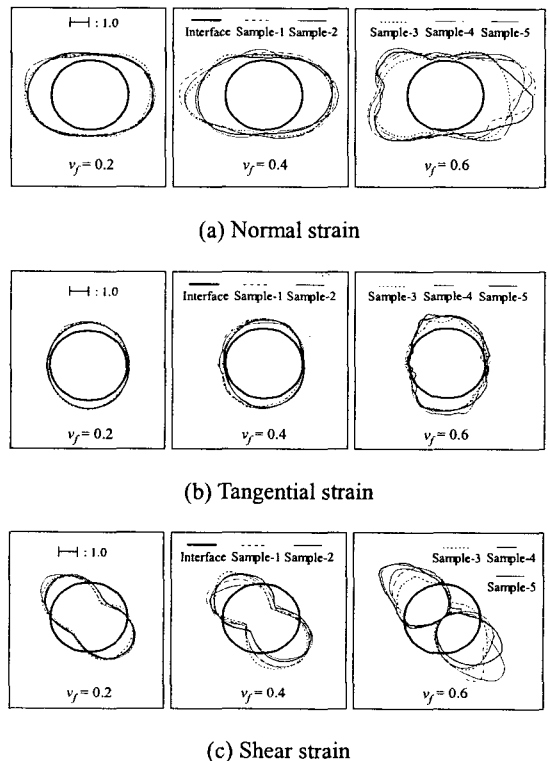 : 1.0
Interface Sample-1 Sample-2
Sample-3 Sample-4 Sample-5
v_f = 0.2
v_f = 0.4
v_f = 0.6
(a) Normal strain
: 1.0
Interface Sample-1 Sample-2
Sample-3 Sample-4 Sample-5
v_f = 0.2
v_f = 0.4
v_f = 0.6
(b) Tangential strain
: 1.0
Interface Sample-1 Sample-2
Sample-3 Sample-4
Sample-5
v_f = 0.2
v_f = 0.4
v_f = 0.6
(c) Shear strain